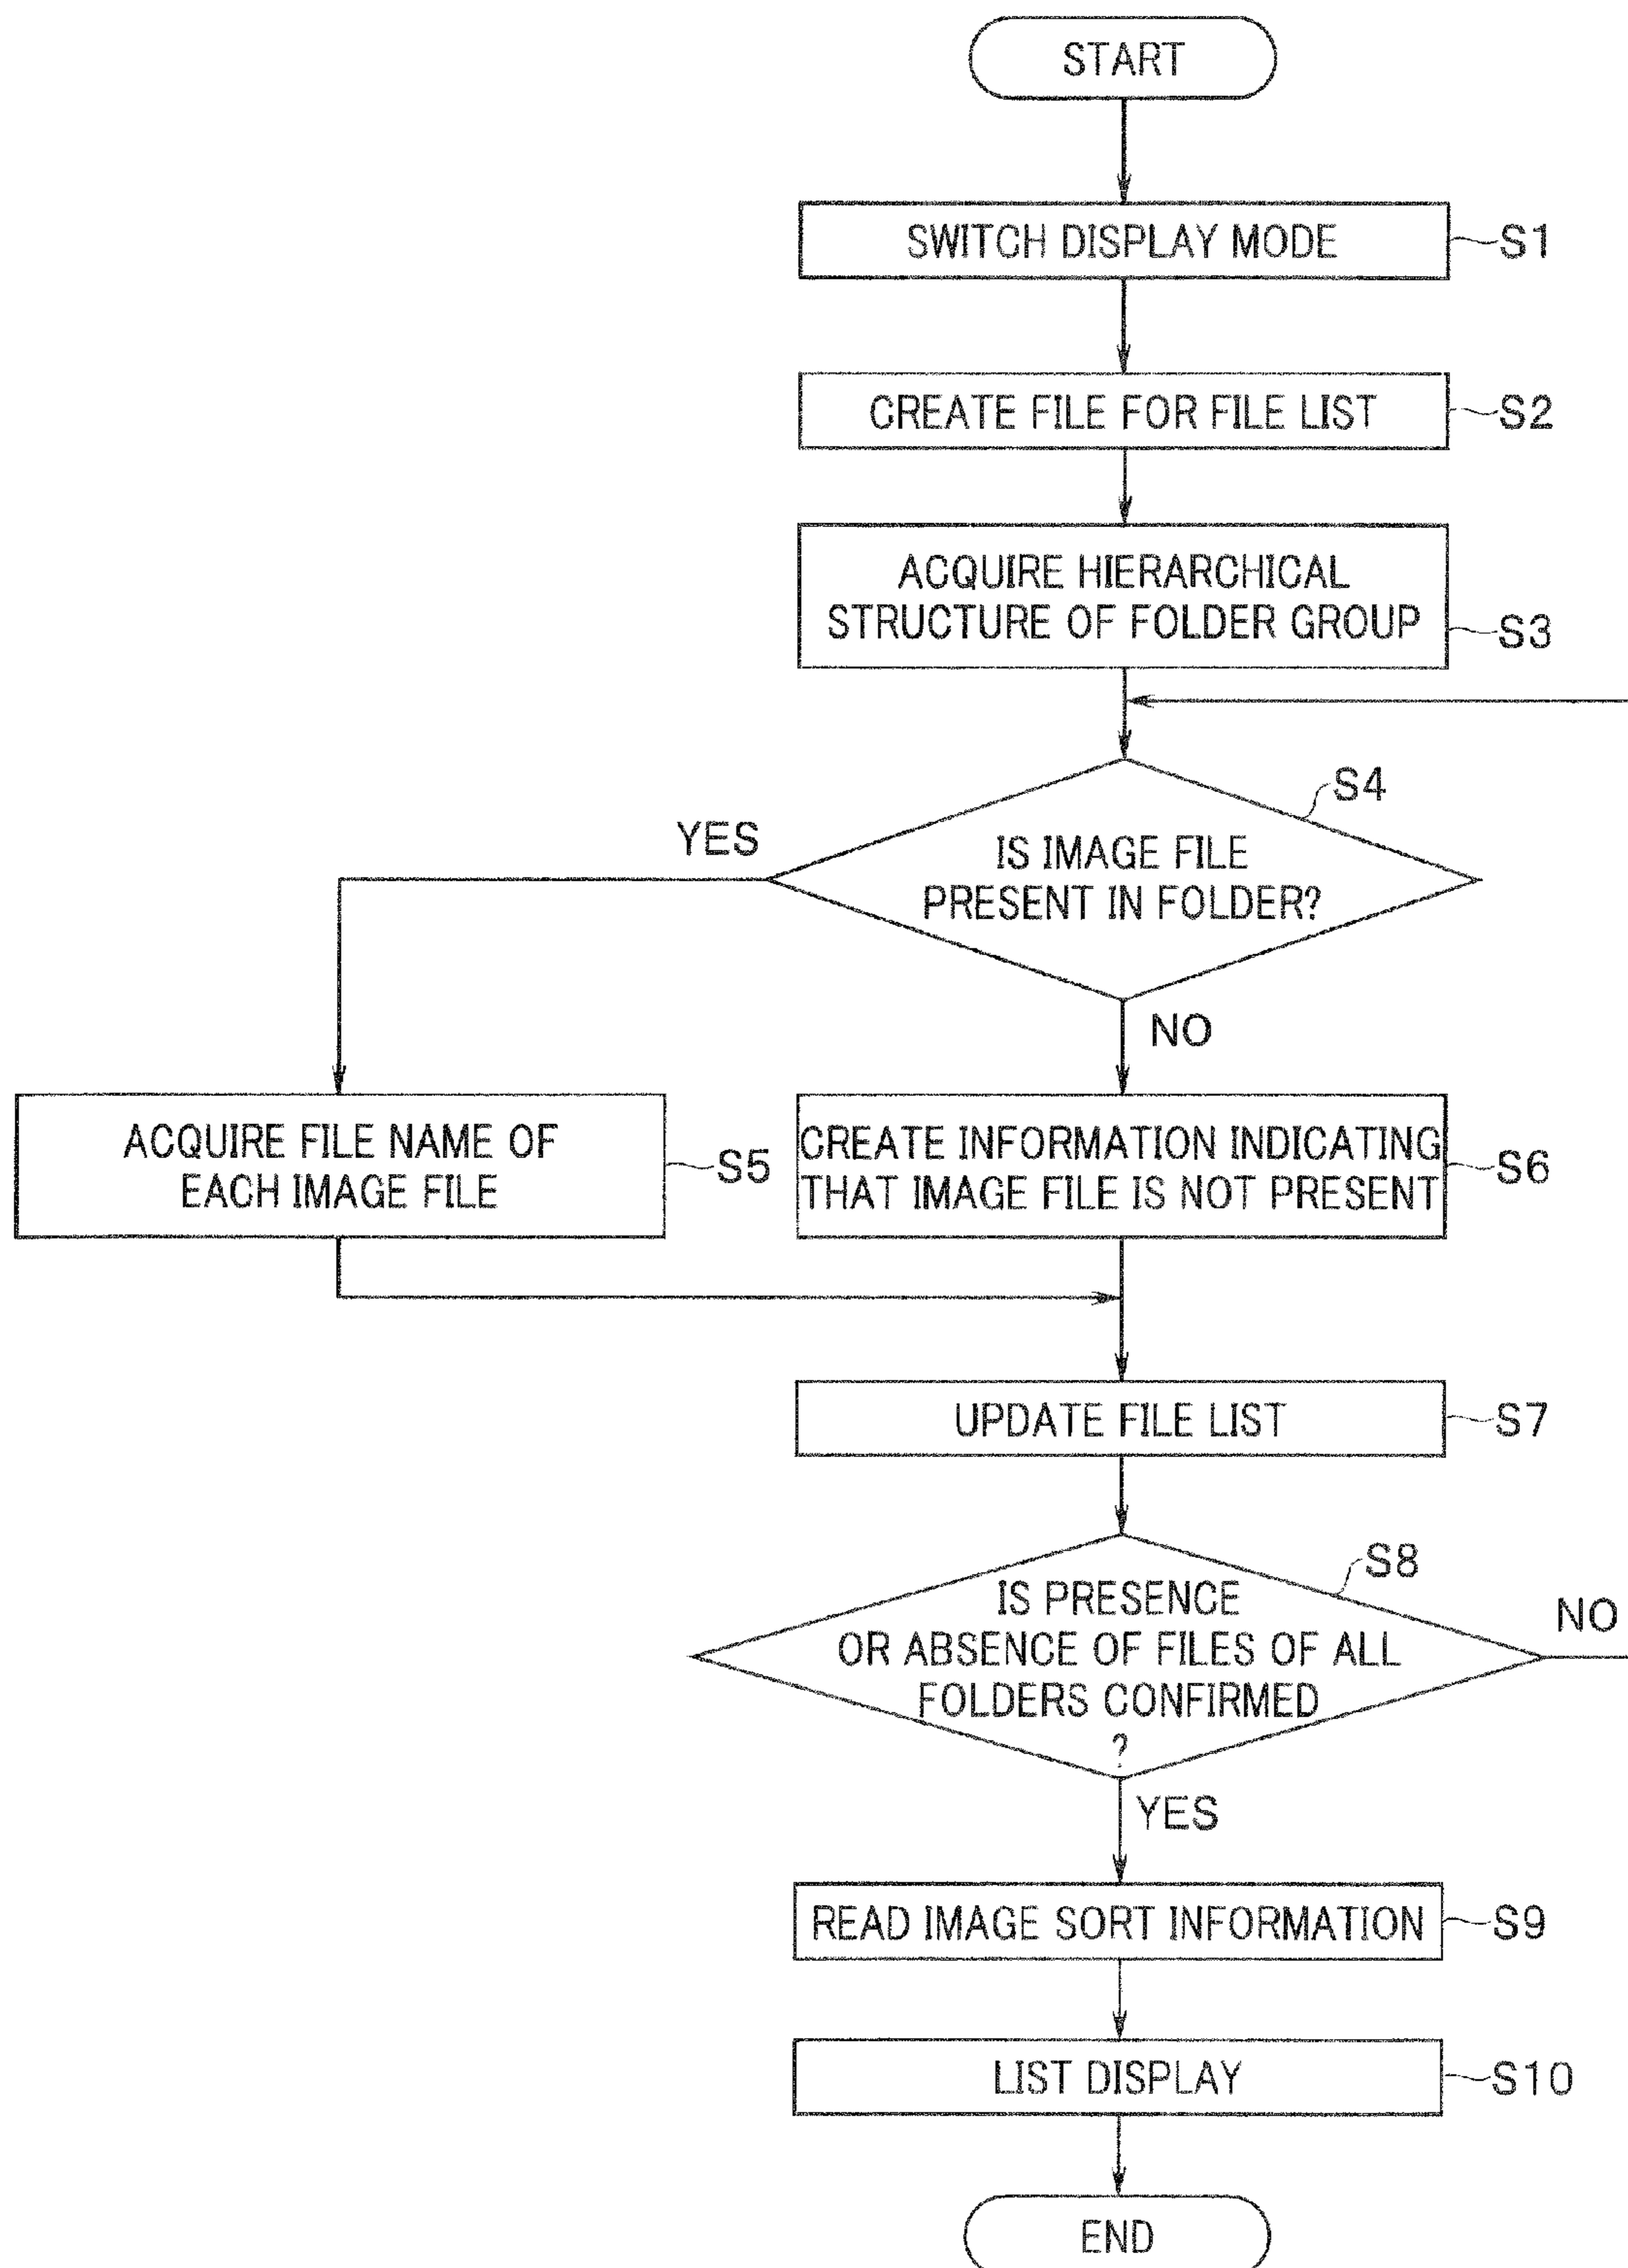 START
SWITCH DISPLAY MODE
S1
CREATE FILE FOR FILE LIST
S2
ACQUIRE HIERARCHICAL
STRUCTURE OF FOLDER GROUP
S3
S4
YES
IS IMAGE FILE
PRESENT IN FOLDER?
NO
ACQUIRE FILE NAME OF
EACH IMAGE FILE
S5
CREATE INFORMATION INDICATING
THAT IMAGE FILE IS NOT PRESENT
S6
UPDATE FILE LIST
S7
S8
IS PRESENCE
OR ABSENCE OF FILES OF ALL
FOLDERS CONFIRMED
?
NO
YES
READ IMAGE SORT INFORMATION
S9
LIST DISPLAY
S10
END